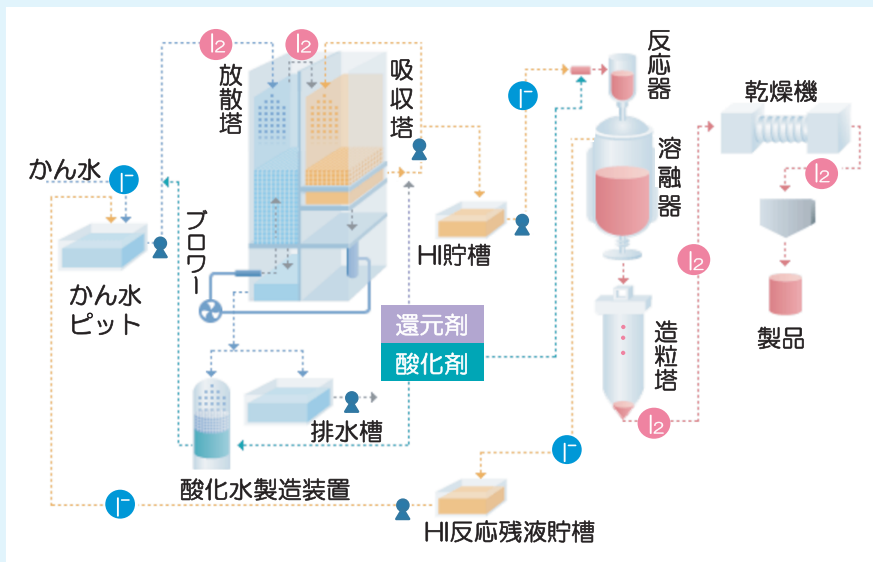 I2
I2
放散塔
吸収塔
反応器
乾燥機
I-
かん水
I-
溶融器
I2
ブロワー
HI貯槽
I2
かん水
ピット
還元剤
酸化剤
造粒塔
製品
I2
排水槽
I-
酸化水製造装置
I-
HI反応残液貯槽